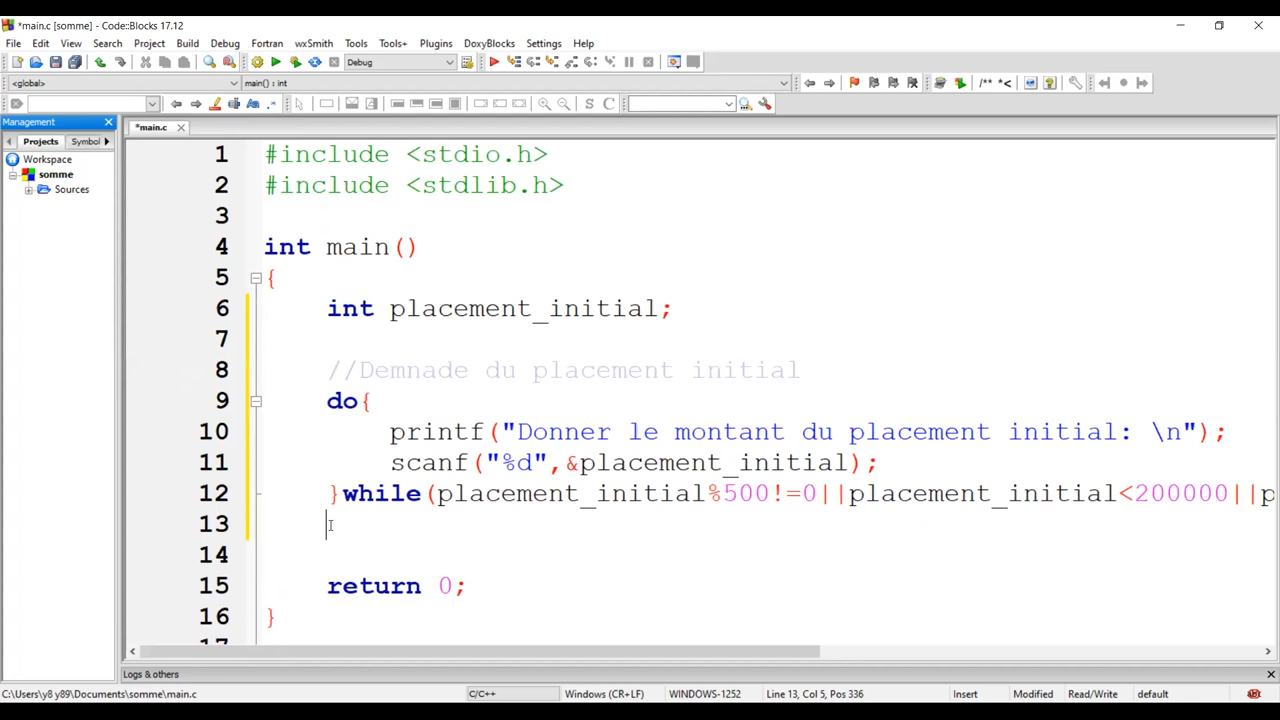 *main.c [somme] - Code::Blocks 17.12
File Edit View Search Project Build Debug Fortran wxSmith Tools Tools+ Plugins DoxyBlocks Settings Help
Debug
<global> main() : int /** *<
S C
Management
*main.c
Projects Symbol
Workspace
somme
Sources
1 #include <stdio.h>
2 #include <stdlib.h>
3
4 int main()
5 {
6 int placement_initial;
7
8 //Demnade du placement initial
9 do{
10 printf("Donner le montant du placement initial: \n");
11 scanf("%d",&placement_initial);
12 }while(placement_initial%500!=0||placement_initial<200000||p
13
14
15 return 0;
16 }
17
Logs & others
C:\Users\y8 y89\Documents\somme\main.c C/C++ Windows (CR+LF) WINDOWS-1252 Line 13, Col 5, Pos 336 Insert Modified Read/Write default